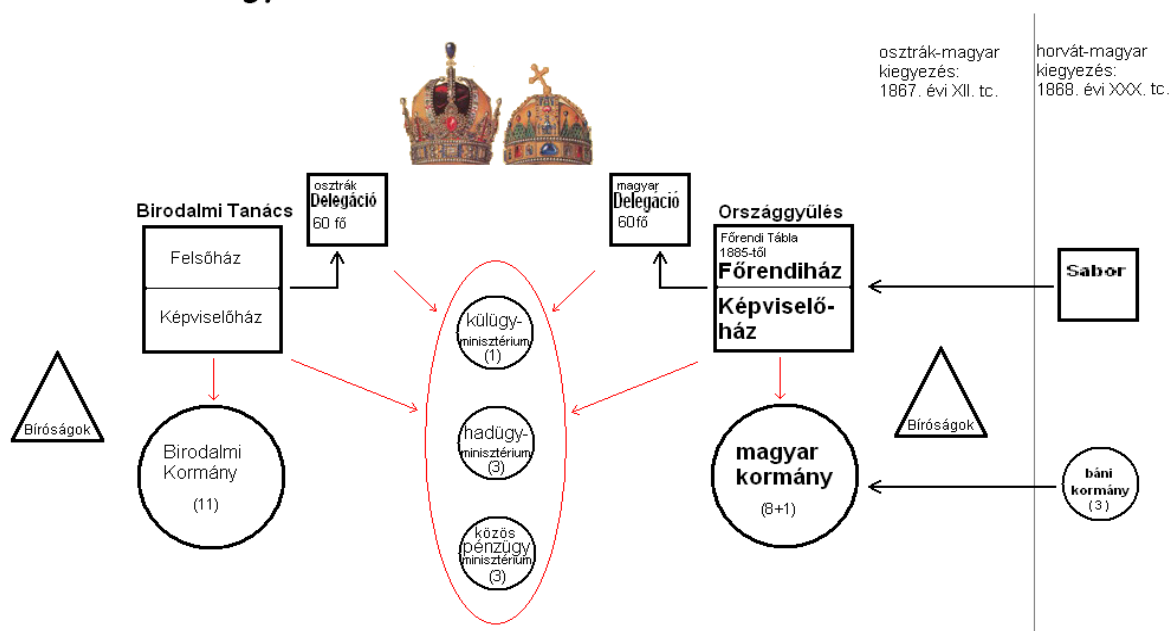 osztrák-magyar
kiegyezés:
1867. évi XII. tc.
horvát-magyar
kiegyezés:
1868. évi XXX. tc.
osztrák
Delegáció
60 fő
magyar
Delegáció
60fő
Birodalmi Tanács
Felsőház
Képviselőház
Országgyűlés
Főrendi Tábla
1885-től
Főrendiház
Képviselő-
ház
Sabor
külügy-
minisztérium
(1)
hadügy-
minisztérium
(3)
közös
pénzügy
minisztérium
(3)
Bíróságok
Birodalmi
Kormány
(11)
magyar
kormány
(8+1)
Bíróságok
báni
kormány
(3)